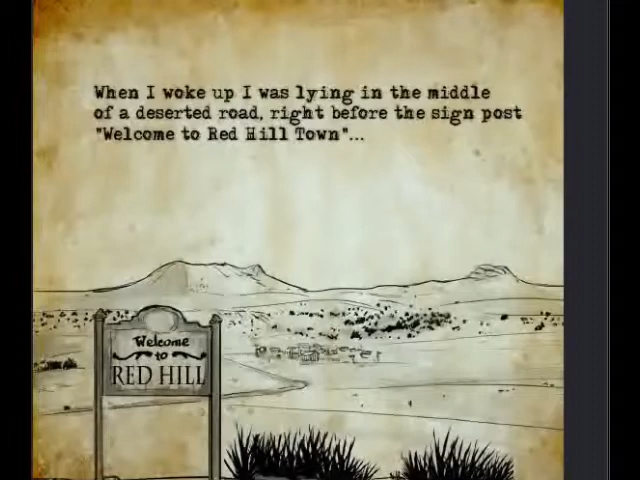 When I woke up I was lying in the middle
of a deserted road, right before the sign post
"Welcome to Red Hill Town"...
Welcome
to
RED HILL